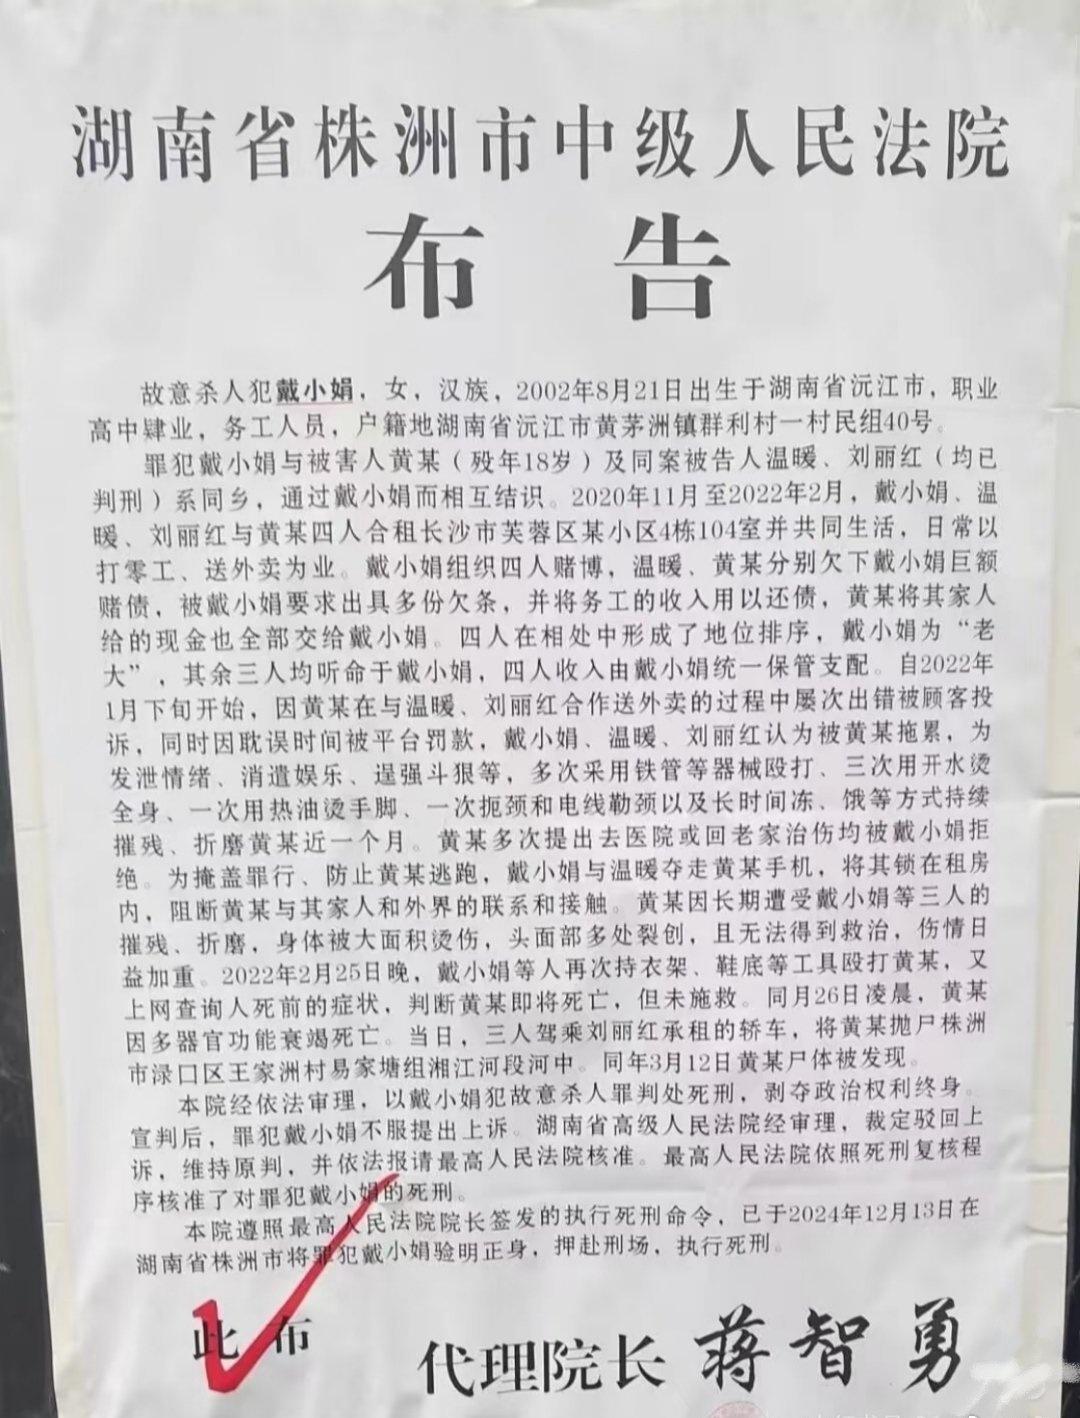 湖南省株洲市中级人民法院
布告
故意杀人犯戴小娟，女，汉族，2002年8月21日出生于湖南省沅江市，职业
高中肄业，务工人员，户籍地湖南省沅江市黄茅洲镇群利村一村民组40号。
罪犯戴小娟与被害人黄某（殁年18岁）及同案被告人温暖、刘丽红（均已
判刑）系同乡，通过戴小娟而相互结识。2020年11月至2022年2月，戴小娟、温
暖、刘丽红与黄某四人合租长沙市芙蓉区某小区4栋104室并共同生活，日常以
打零工、送外卖为业。戴小娟组织四人赌博，温暖、黄某分别欠下戴小娟巨额
赌债，被戴小娟要求出具多份欠条，并将务工的收入用以还债，黄某将其家人
给的现金也全部交给戴小娟。四人在相处中形成了地位排序，戴小娟为“老
大”，其余三人均听命于戴小娟，四人收入由戴小娟统一保管支配。自2022年
1月下旬开始，因黄某在与温暖、刘丽红合作送外卖的过程中屡次出错被顾客投
诉，同时因耽误时间被平台罚款，戴小娟、温暖、刘丽红认为被黄某拖累，为
发泄情绪、消遣娱乐、逞强斗狠等，多次采用铁管等器械殴打、三次用开水烫
全身、一次用热油烫手脚、一次扼颈和电线勒颈以及长时间冻、饿等方式持续
摧残、折磨黄某近一个月。黄某多次提出去医院或回老家治伤均被戴小娟拒
绝。为掩盖罪行、防止黄某逃跑，戴小娟与温暖夺走黄某手机，将其锁在租房
内，阻断黄某与其家人和外界的联系和接触。黄某因长期遭受戴小娟等三人的
摧残、折磨，身体被大面积烫伤，头面部多处裂创，且无法得到救治，伤情日
益加重。2022年2月25日晚，戴小娟等人再次持衣架、鞋底等工具殴打黄某，又
上网查询人死前的症状，判断黄某即将死亡，但未施救。同月26日凌晨，黄某
因多器官功能衰竭死亡。当日，三人驾乘刘丽红承租的轿车，将黄某抛尸株洲
市渌口区王家洲村易家塘组湘江河段河中。同年3月12日黄某尸体被发现。
本院经依法审理，以戴小娟犯故意杀人罪判处死刑，剥夺政治权利终身。
宣判后，罪犯戴小娟不服提出上诉。湖南省高级人民法院经审理，裁定驳回上
诉，维持原判，并依法报请最高人民法院核准。最高人民法院依照死刑复核程
序核准了对罪犯戴小娟的死刑。
本院遵照最高人民法院院长签发的执行死刑命令，已于2024年12月13日在
湖南省株洲市将罪犯戴小娟验明正身，押赴刑场，执行死刑。
此布
代理院长 蒋智勇